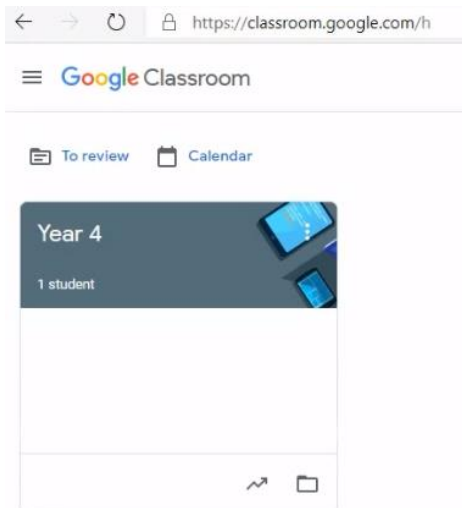 https://classroom.google.com/h
Google Classroom
To review Calendar
Year 4
1 student